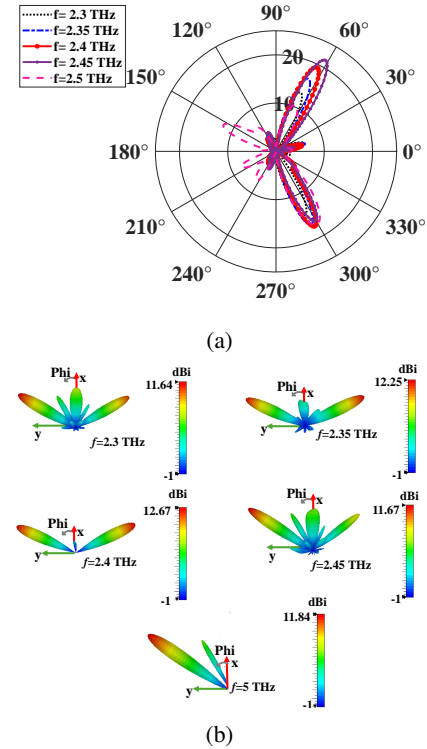 f= 2.3 THz
f= 2.35 THz
f= 2.4 THz
f= 2.45 THz
f= 2.5 THz
90°
120°
60°
20
150°
30°
10
180°
0°
210°
330°
240°
300°
270°
(a)
dBi
11.64
Phi
x
y
f=2.3 THz
-1
dBi
12.25
Phi
x
y
f=2.35 THz
-1
dBi
12.67
Phi
x
y
f=2.4 THz
-1
dBi
11.67
Phi
x
y
f=2.45 THz
-1
dBi
11.84
Phi
x
y
f=5 THz
-1
(b)